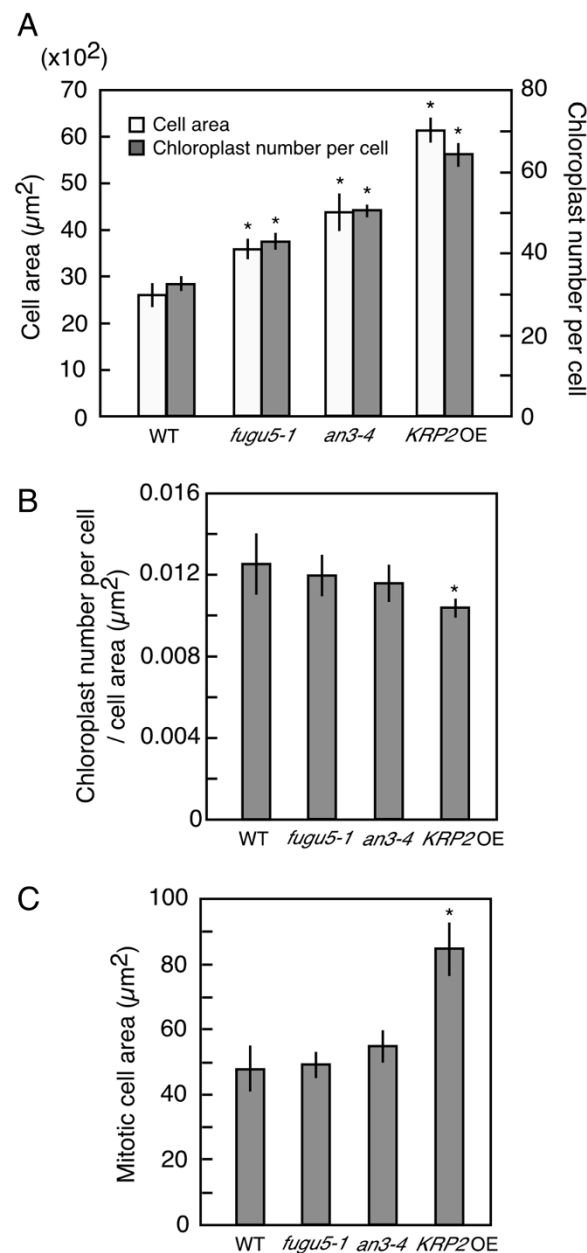 A
(x10²)
Cell area (µm²)
70
60
50
40
30
20
10
0
Cell area
Chloroplast number per cell
*
*
*
*
*
*
80
60
40
20
0
Chloroplast number per cell
WT fugu5-1 an3-4 KRP2 OE
B
Chloroplast number per cell
/ cell area (µm²)
0.016
0.012
0.008
0.004
0
*
WT fugu5-1 an3-4 KRP2 OE
C
Mitotic cell area (µm²)
100
80
60
40
20
0
*
WT fugu5-1 an3-4 KRP2 OE